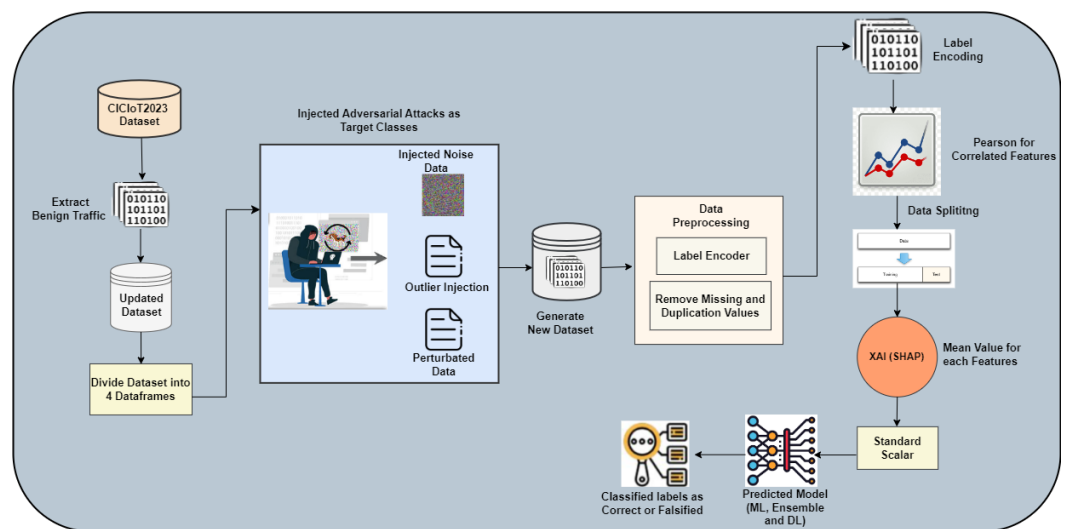 CICIoT2023
Dataset
Extract
Benign Traffic
010110
101101
110100
Updated
Dataset
Divide Dataset into
4 Dataframes
Injected Adversarial Attacks as
Target Classes
Injected Noise
Data
Outlier Injection
Perturbated
Data
010110
101101
110100
Generate
New Dataset
Data
Preprocessing
Label Encoder
Remove Missing and
Duplication Values
010110
101101
110100
Label
Encoding
Pearson for
Correlated Features
Data Splititng
Data
Training
Test
XAI (SHAP)
Mean Value for
each Features
Standard
Scalar
Predicted Model
(ML, Ensemble
and DL)
Classified labels as
Correct or Falsified